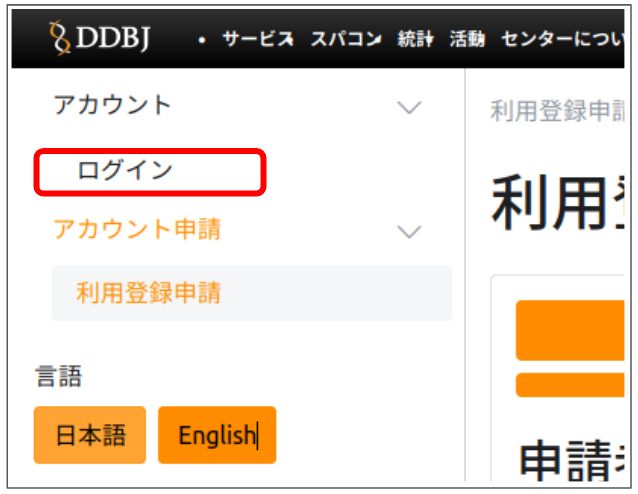 DDBJ ・ サービス スパコン 統計 活動 センターについ
アカウント
ログイン
アカウント申請
利用登録申請
言語
日本語 English
利用登録申
利用
申請